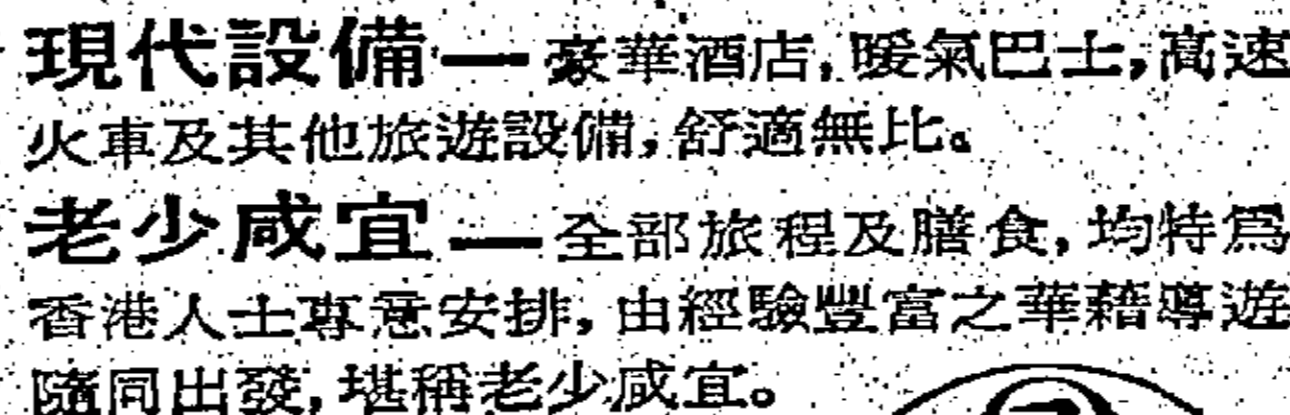 現代設備—豪華酒店,暖氣巴士,高速
火車及其他旅遊設備,舒適無比。
老少咸宜—全部旅程及膳食,均特爲
香港人士專意安排,由經驗豐富之華藉導遊
隨同出發,堪稱老少咸宜。